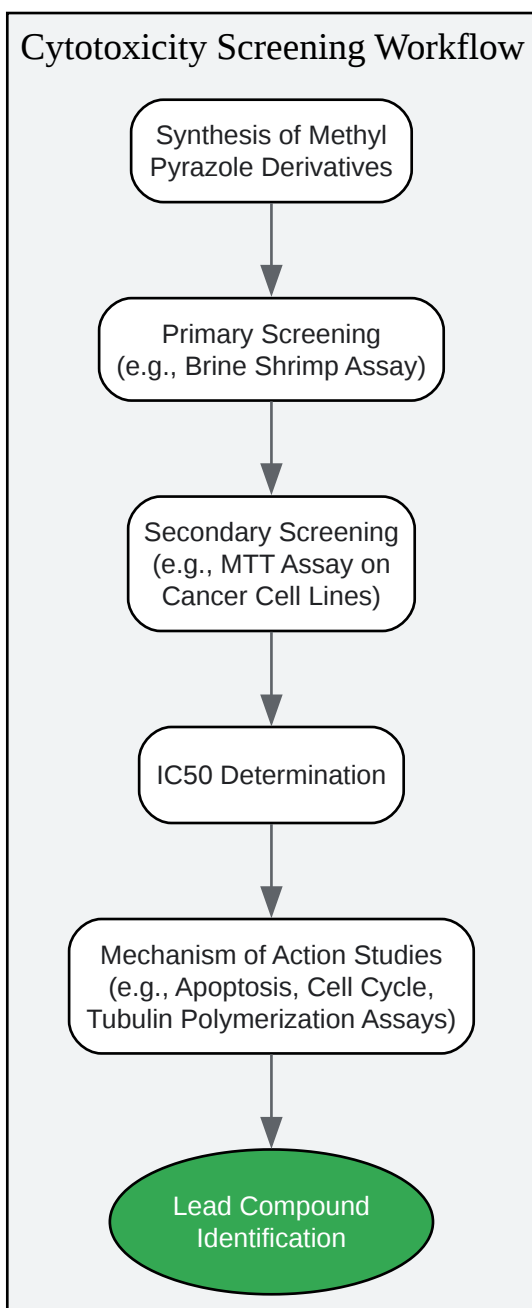 Cytotoxicity Screening Workflow
Synthesis of Methyl
Pyrazole Derivatives
Primary Screening
(e.g., Brine Shrimp Assay)
Secondary Screening
(e.g., MTT Assay on
Cancer Cell Lines)
IC50 Determination
Mechanism of Action Studies
(e.g., Apoptosis, Cell Cycle,
Tubulin Polymerization Assays)
Lead Compound
Identification